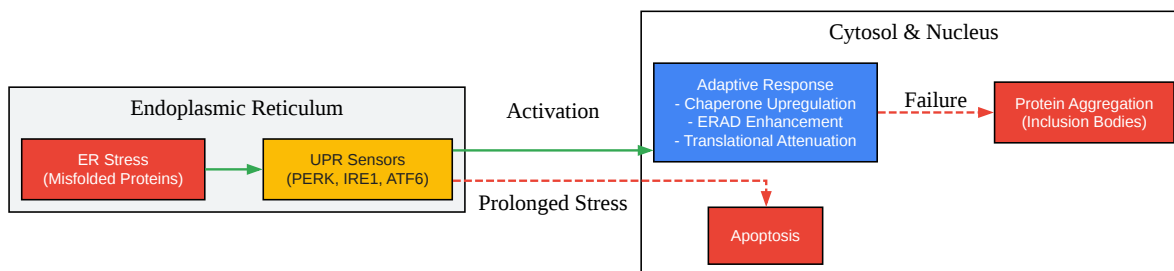 Endoplasmic Reticulum
ER Stress
(Misfolded Proteins)
UPR Sensors
(PERK, IRE1, ATF6)
Activation
Prolonged Stress
Cytosol & Nucleus
Adaptive Response
- Chaperone Upregulation
- ERAD Enhancement
- Translational Attenuation
Failure
Protein Aggregation
(Inclusion Bodies)
Apoptosis